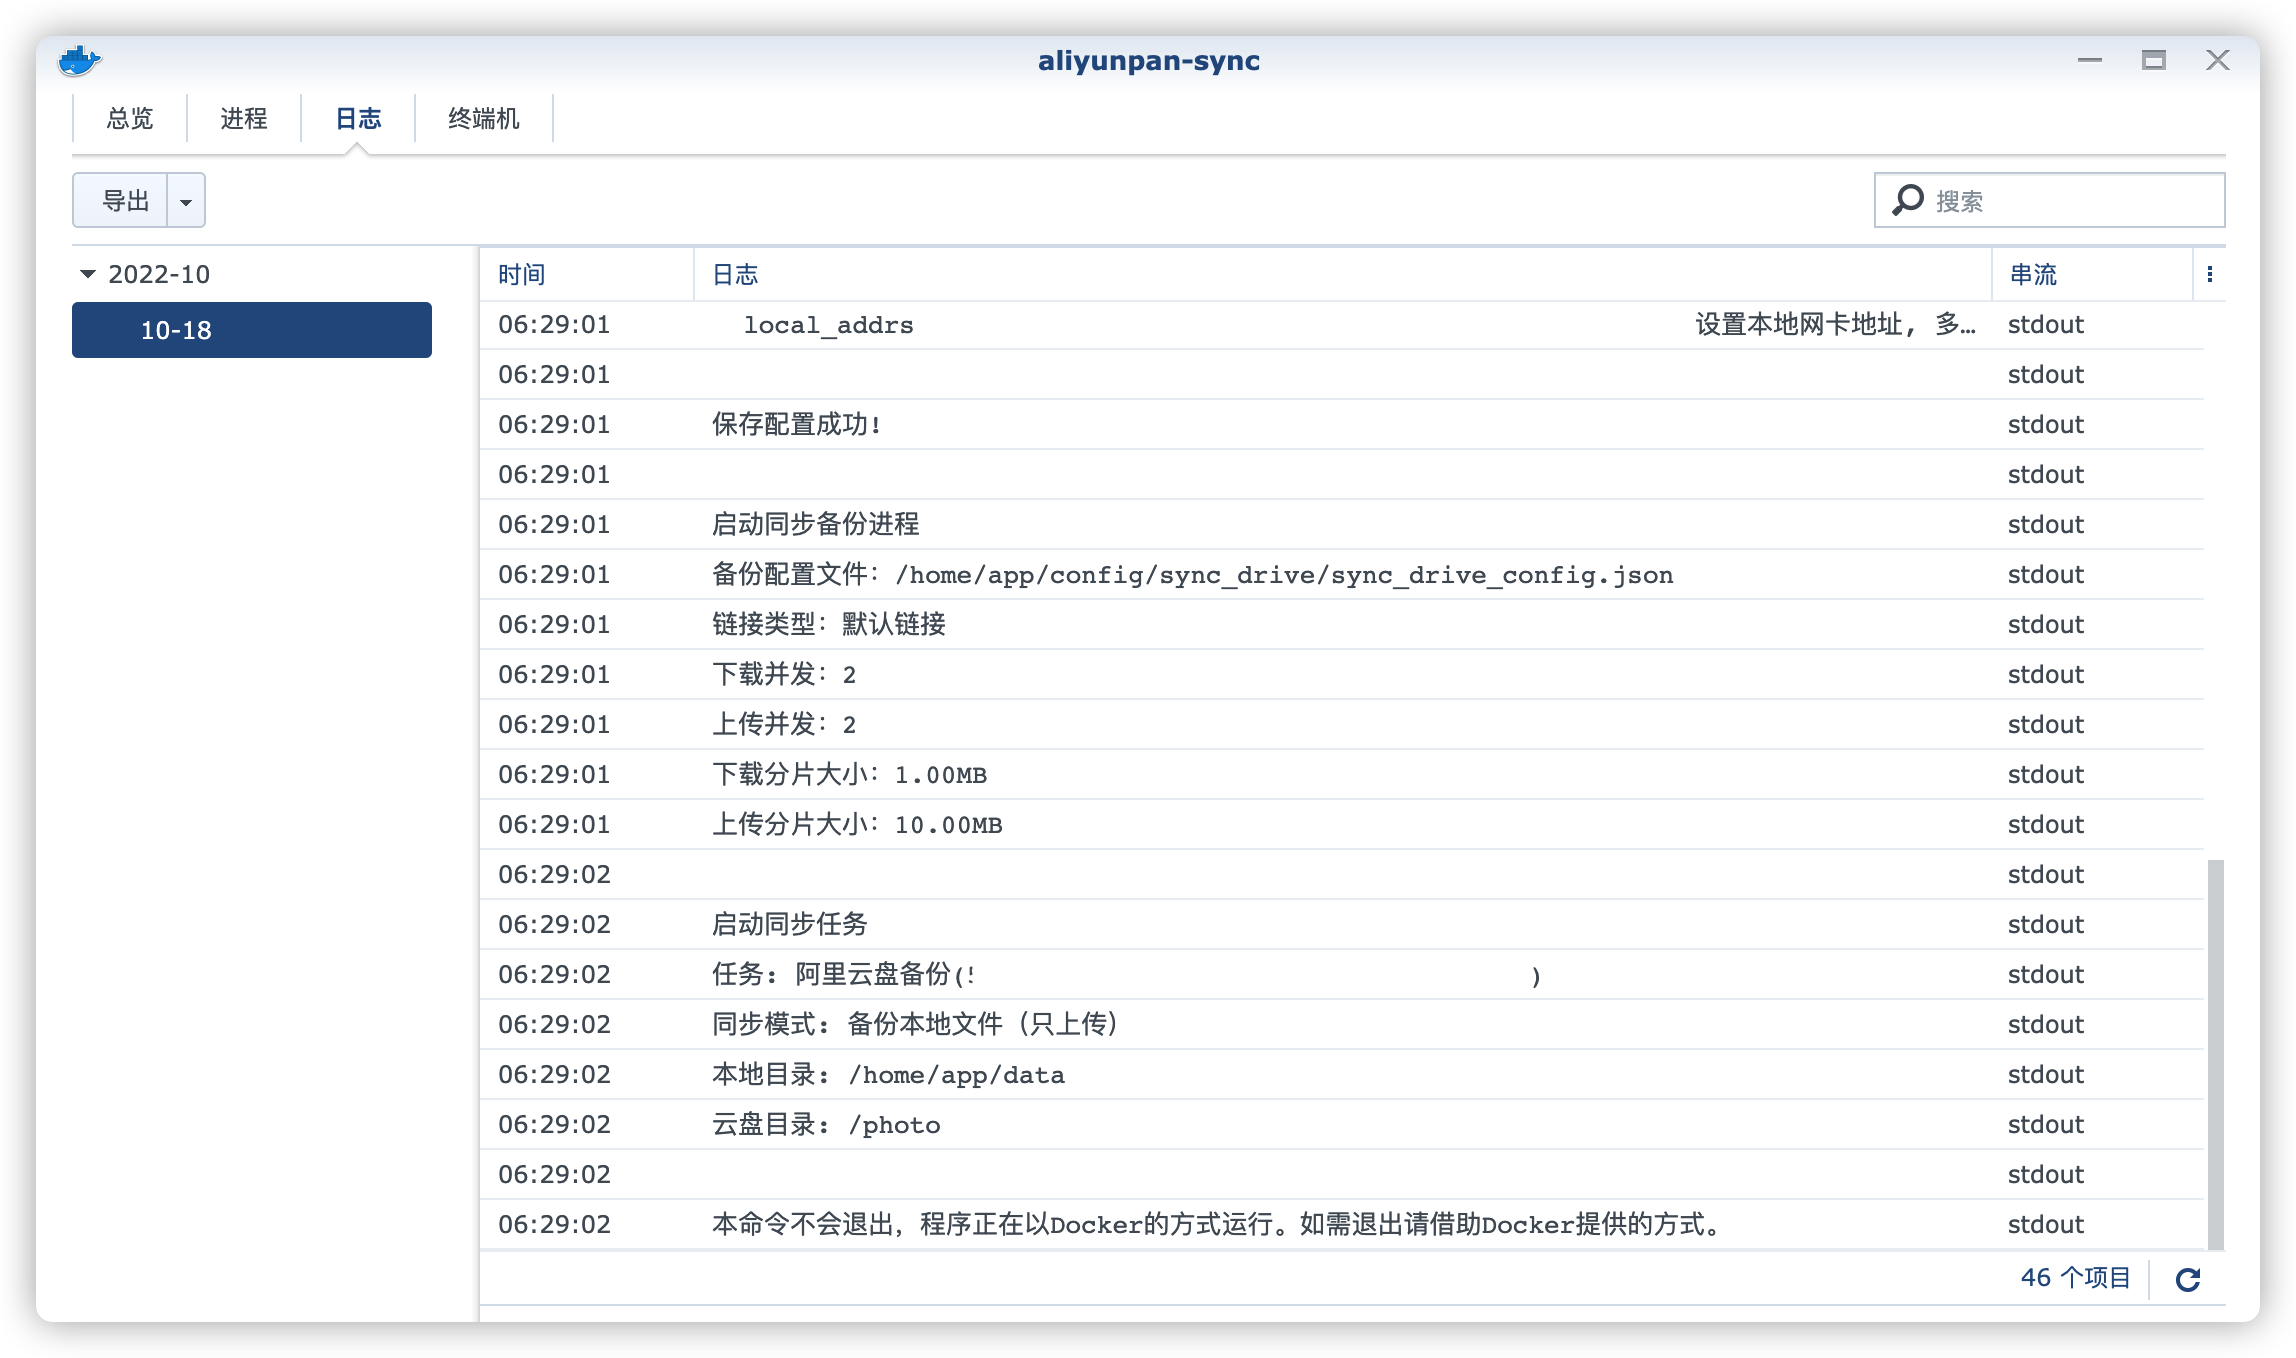 aliyunpan-sync
总览 进程 日志 终端机
导出 搜索
2022-10
10-18
时间 日志 串流
06:29:01 local_addrs 设置本地网卡地址, 多… stdout
06:29:01 stdout
06:29:01 保存配置成功! stdout
06:29:01 stdout
06:29:01 启动同步备份进程 stdout
06:29:01 备份配置文件：/home/app/config/sync_drive/sync_drive_config.json stdout
06:29:01 链接类型：默认链接 stdout
06:29:01 下载并发：2 stdout
06:29:01 上传并发：2 stdout
06:29:01 下载分片大小：1.00MB stdout
06:29:01 上传分片大小：10.00MB stdout
06:29:02 stdout
06:29:02 启动同步任务 stdout
06:29:02 任务: 阿里云盘备份( ) stdout
06:29:02 同步模式: 备份本地文件（只上传） stdout
06:29:02 本地目录: /home/app/data stdout
06:29:02 云盘目录: /photo stdout
06:29:02 stdout
06:29:02 本命令不会退出，程序正在以Docker的方式运行。如需退出请借助Docker提供的方式。 stdout
46 个项目